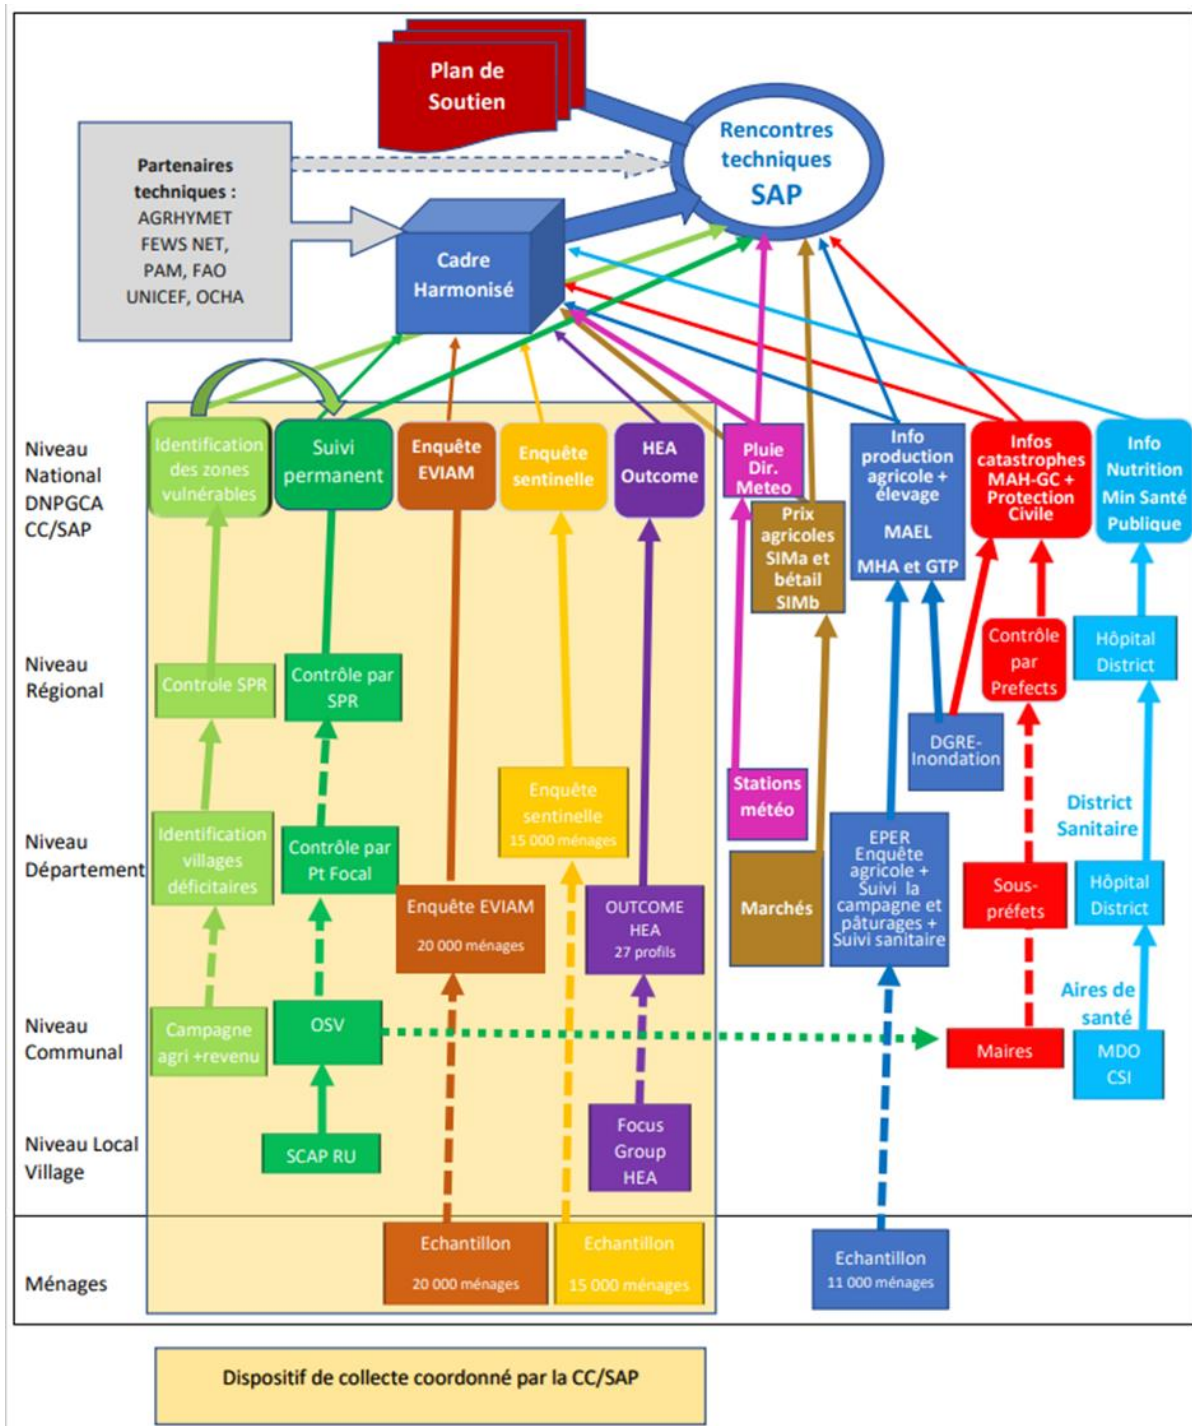 Plan de
Soutien
Rencontres
techniques
SAP
Partenaires
techniques :
AGRHYMET
FEWS NET,
PAM, FAO
UNICEF, OCHA
Cadre
Harmonisé
Niveau
National
DNPGCA
CC/SAP
Identification
des zones
vulnérables
Suivi
permanent
Enquête
EVIAM
Enquête
sentinelle
HEA
Outcome
Pluie
Dir.
Meteo
Prix
agricoles
SIMa et
bétail
SIMb
Info
production
agricole +
élevage
MAEL
MHA et GTP
Infos
catastrophes
MAH-GC +
Protection
Civile
Info
Nutrition
Min Santé
Publique
Niveau
Régional
Controle SPR
Contrôle par
SPR
Contrôle
par
Prefects
Hôpital
District
DGRE-
Inondation
Niveau
Département
Identification
villages
déficitaires
Contrôle par
Pt Focal
Enquête EVIAM
20 000 ménages
Enquête
sentinelle
15 000 ménages
OUTCOME
HEA
27 profils
Stations
météo
Marchés
EPER
Enquête
agricole +
Suivi la
campagne et
pâturages +
Suivi sanitaire
Sous-
préfets
District
Sanitaire
Hôpital
District
Niveau
Communal
Campagne
agri +revenu
OSV
Maires
Aires de
santé
MDO
CSI
Niveau Local
Village
SCAP RU
Focus
Group
HEA
Ménages
Echantillon
20 000 ménages
Echantillon
15 000 ménages
Echantillon
11 000 ménages
Dispositif de collecte coordonné par la CC/SAP